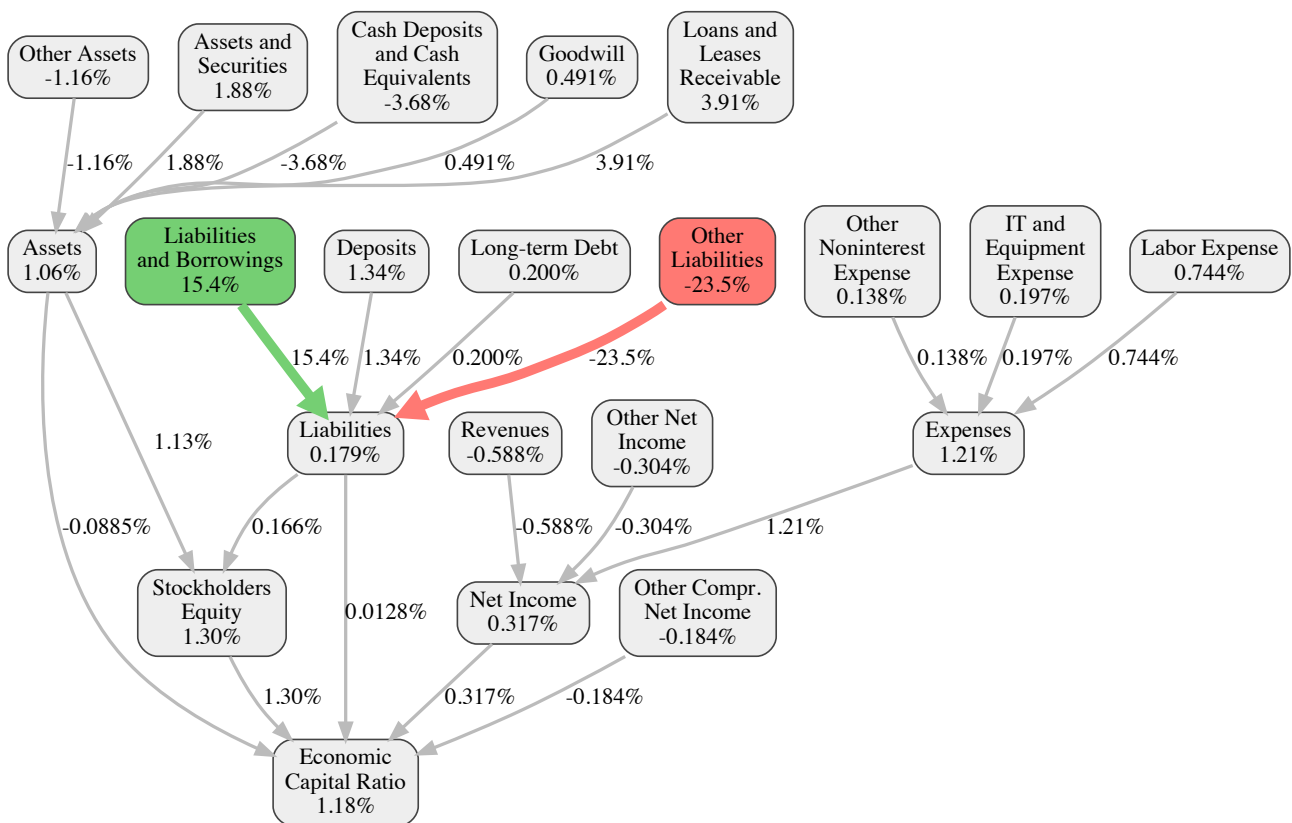 Other Assets
-1.16%
Assets and
Securities
1.88%
Cash Deposits
and Cash
Equivalents
-3.68%
Goodwill
0.491%
Loans and
Leases
Receivable
3.91%
-1.16%
1.88%
-3.68%
0.491%
3.91%
Assets
1.06%
Liabilities
and Borrowings
15.4%
Deposits
1.34%
Long-term Debt
0.200%
Other
Liabilities
-23.5%
Other
Noninterest
Expense
0.138%
IT and
Equipment
Expense
0.197%
Labor Expense
0.744%
15.4%
1.34%
0.200%
-23.5%
0.138%
0.197%
0.744%
1.13%
Liabilities
0.179%
Revenues
-0.588%
Other Net
Income
-0.304%
Expenses
1.21%
-0.0885%
0.166%
-0.588%
-0.304%
1.21%
Stockholders
Equity
1.30%
0.0128%
Net Income
0.317%
Other Compr.
Net Income
-0.184%
1.30%
0.317%
-0.184%
Economic
Capital Ratio
1.18%